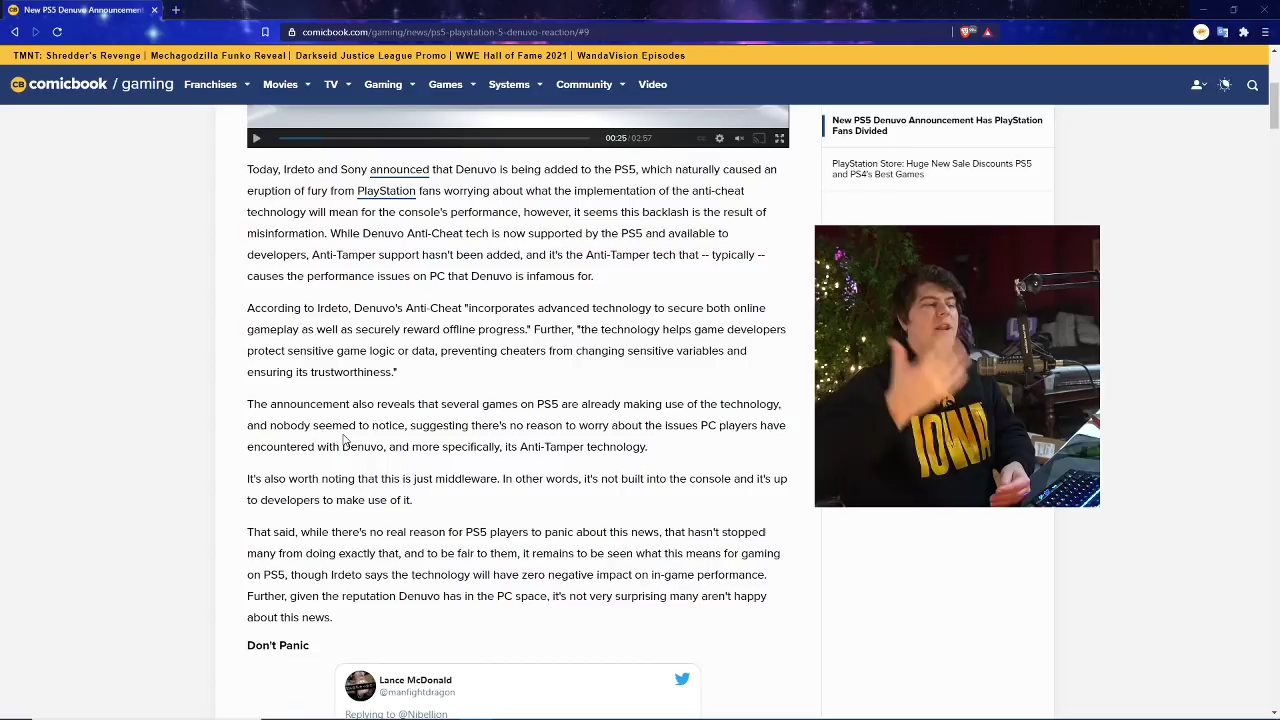 New PS5 Denuvo Announcement
comicbook.com/gaming/news/ps5-playstation-5-denuvo-reaction/#9
TMNT: Shredder's Revenge | Mechagodzilla Funko Reveal | Darkseid Justice League Promo | WWE Hall of Fame 2021 | WandaVision Episodes
CB comicbook / gaming Franchises Movies TV Gaming Games Systems Community Video
00:25 / 02:57
New PS5 Denuvo Announcement Has PlayStation
Fans Divided
PlayStation Store: Huge New Sale Discounts PS5
and PS4's Best Games
Today, Irdeto and Sony announced that Denuvo is being added to the PS5, which naturally caused an
eruption of fury from PlayStation fans worrying about what the implementation of the anti-cheat
technology will mean for the console's performance, however, it seems this backlash is the result of
misinformation. While Denuvo Anti-Cheat tech is now supported by the PS5 and available to
developers, Anti-Tamper support hasn't been added, and it's the Anti-Tamper tech that -- typically --
causes the performance issues on PC that Denuvo is infamous for.
According to Irdeto, Denuvo's Anti-Cheat "incorporates advanced technology to secure both online
gameplay as well as securely reward offline progress." Further, "the technology helps game developers
protect sensitive game logic or data, preventing cheaters from changing sensitive variables and
ensuring its trustworthiness."
The announcement also reveals that several games on PS5 are already making use of the technology,
and nobody seemed to notice, suggesting there's no reason to worry about the issues PC players have
encountered with Denuvo, and more specifically, its Anti-Tamper technology.
It's also worth noting that this is just middleware. In other words, it's not built into the console and it's up
to developers to make use of it.
That said, while there's no real reason for PS5 players to panic about this news, that hasn't stopped
many from doing exactly that, and to be fair to them, it remains to be seen what this means for gaming
on PS5, though Irdeto says the technology will have zero negative impact on in-game performance.
Further, given the reputation Denuvo has in the PC space, it's not very surprising many aren't happy
about this news.
Don't Panic
Lance McDonald
@manfightdragon
Replying to @Nibellion
IOWA